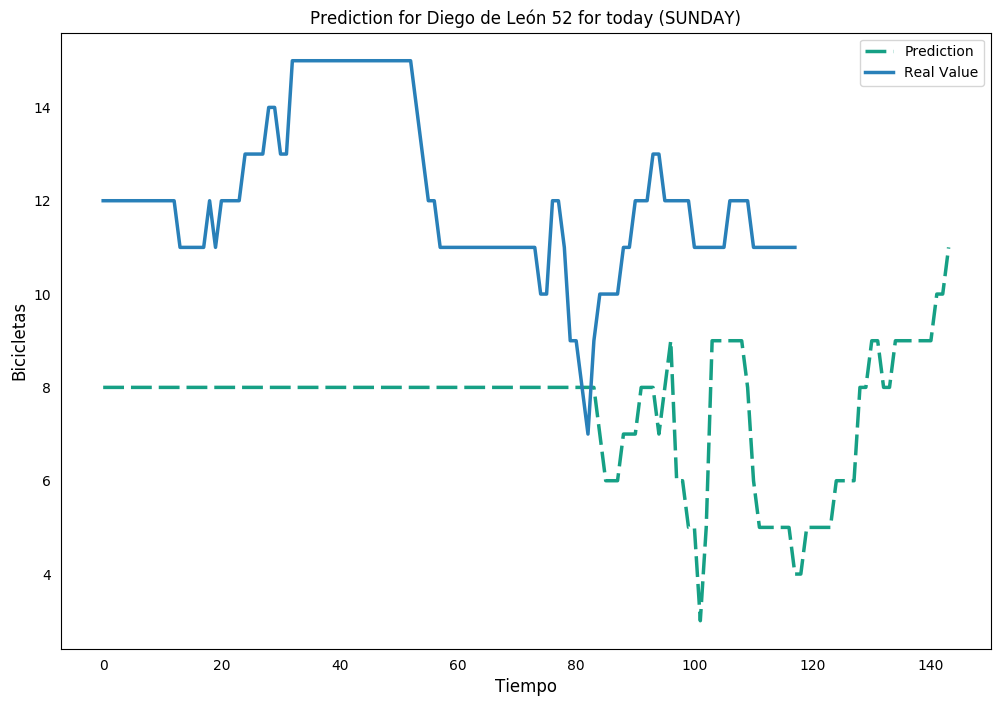 Prediction for Diego de León 52 for today (SUNDAY)
Prediction
Real Value
Bicicletas
14
12
10
8
6
4
0 20 40 60 80 100 120 140
Tiempo